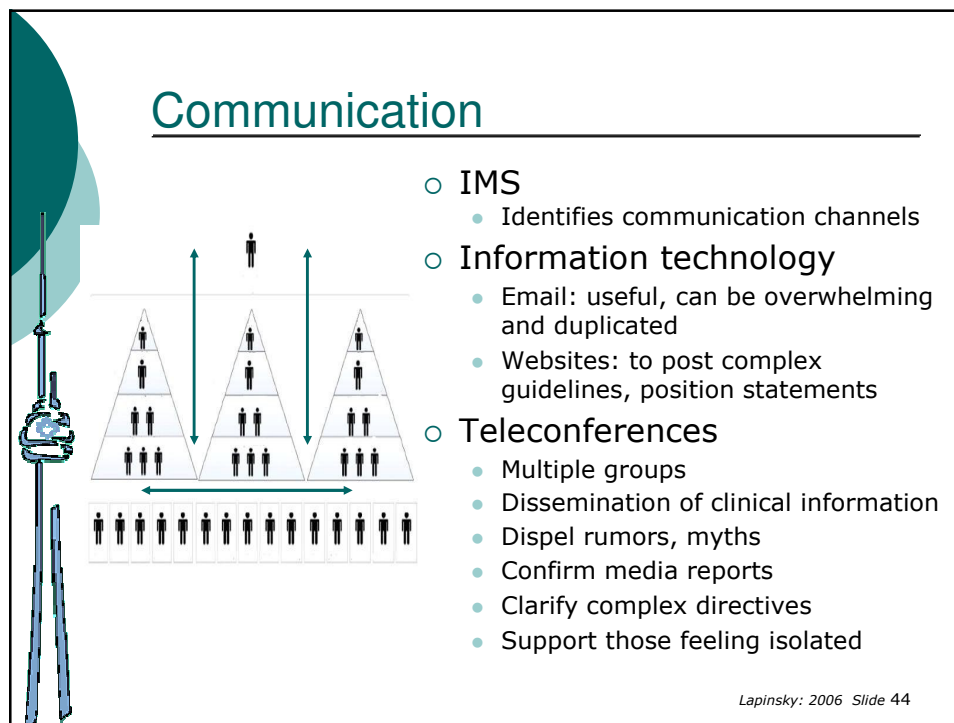 Communication
IMS
Identifies communication channels
Information technology
Email: useful, can be overwhelming
and duplicated
Websites: to post complex
guidelines, position statements
Teleconferences
Multiple groups
Dissemination of clinical information
Dispel rumors, myths
Confirm media reports
Clarify complex directives
Support those feeling isolated
Lapinsky: 2006 Slide 44